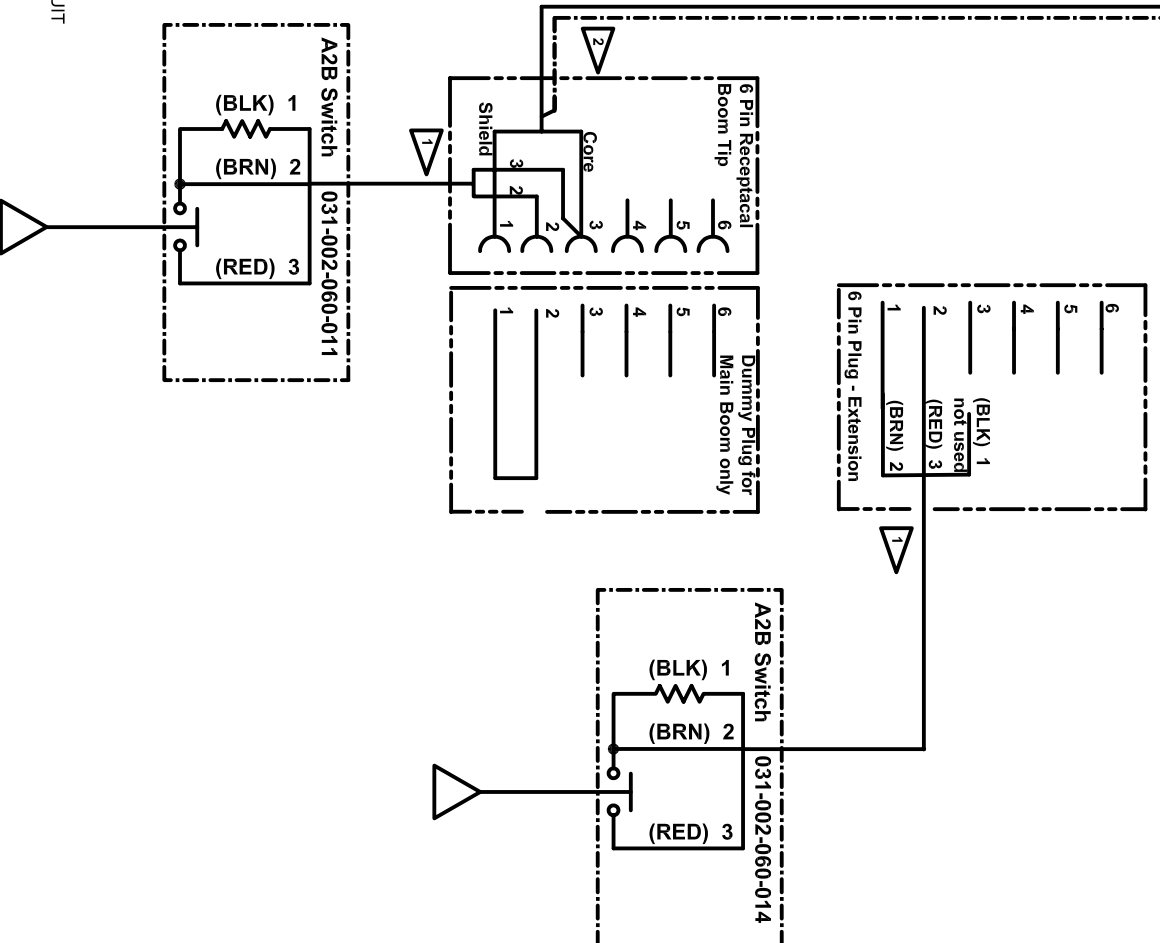 UIT
A2B Switch
031-002-060-011
(BLK) 1
(BRN) 2
(RED) 3
1
2
6 Pin Receptacal
Boom Tip
Shield
Core
3
2
1
2
3
4
5
6
Dummy Plug for
Main Boom only
1
2
3
4
5
6
6 Pin Plug - Extension
1
2
3
4
5
6
(BLK) 1
not used
(RED) 3
(BRN) 2
1
A2B Switch
031-002-060-014
(BLK) 1
(BRN) 2
(RED) 3